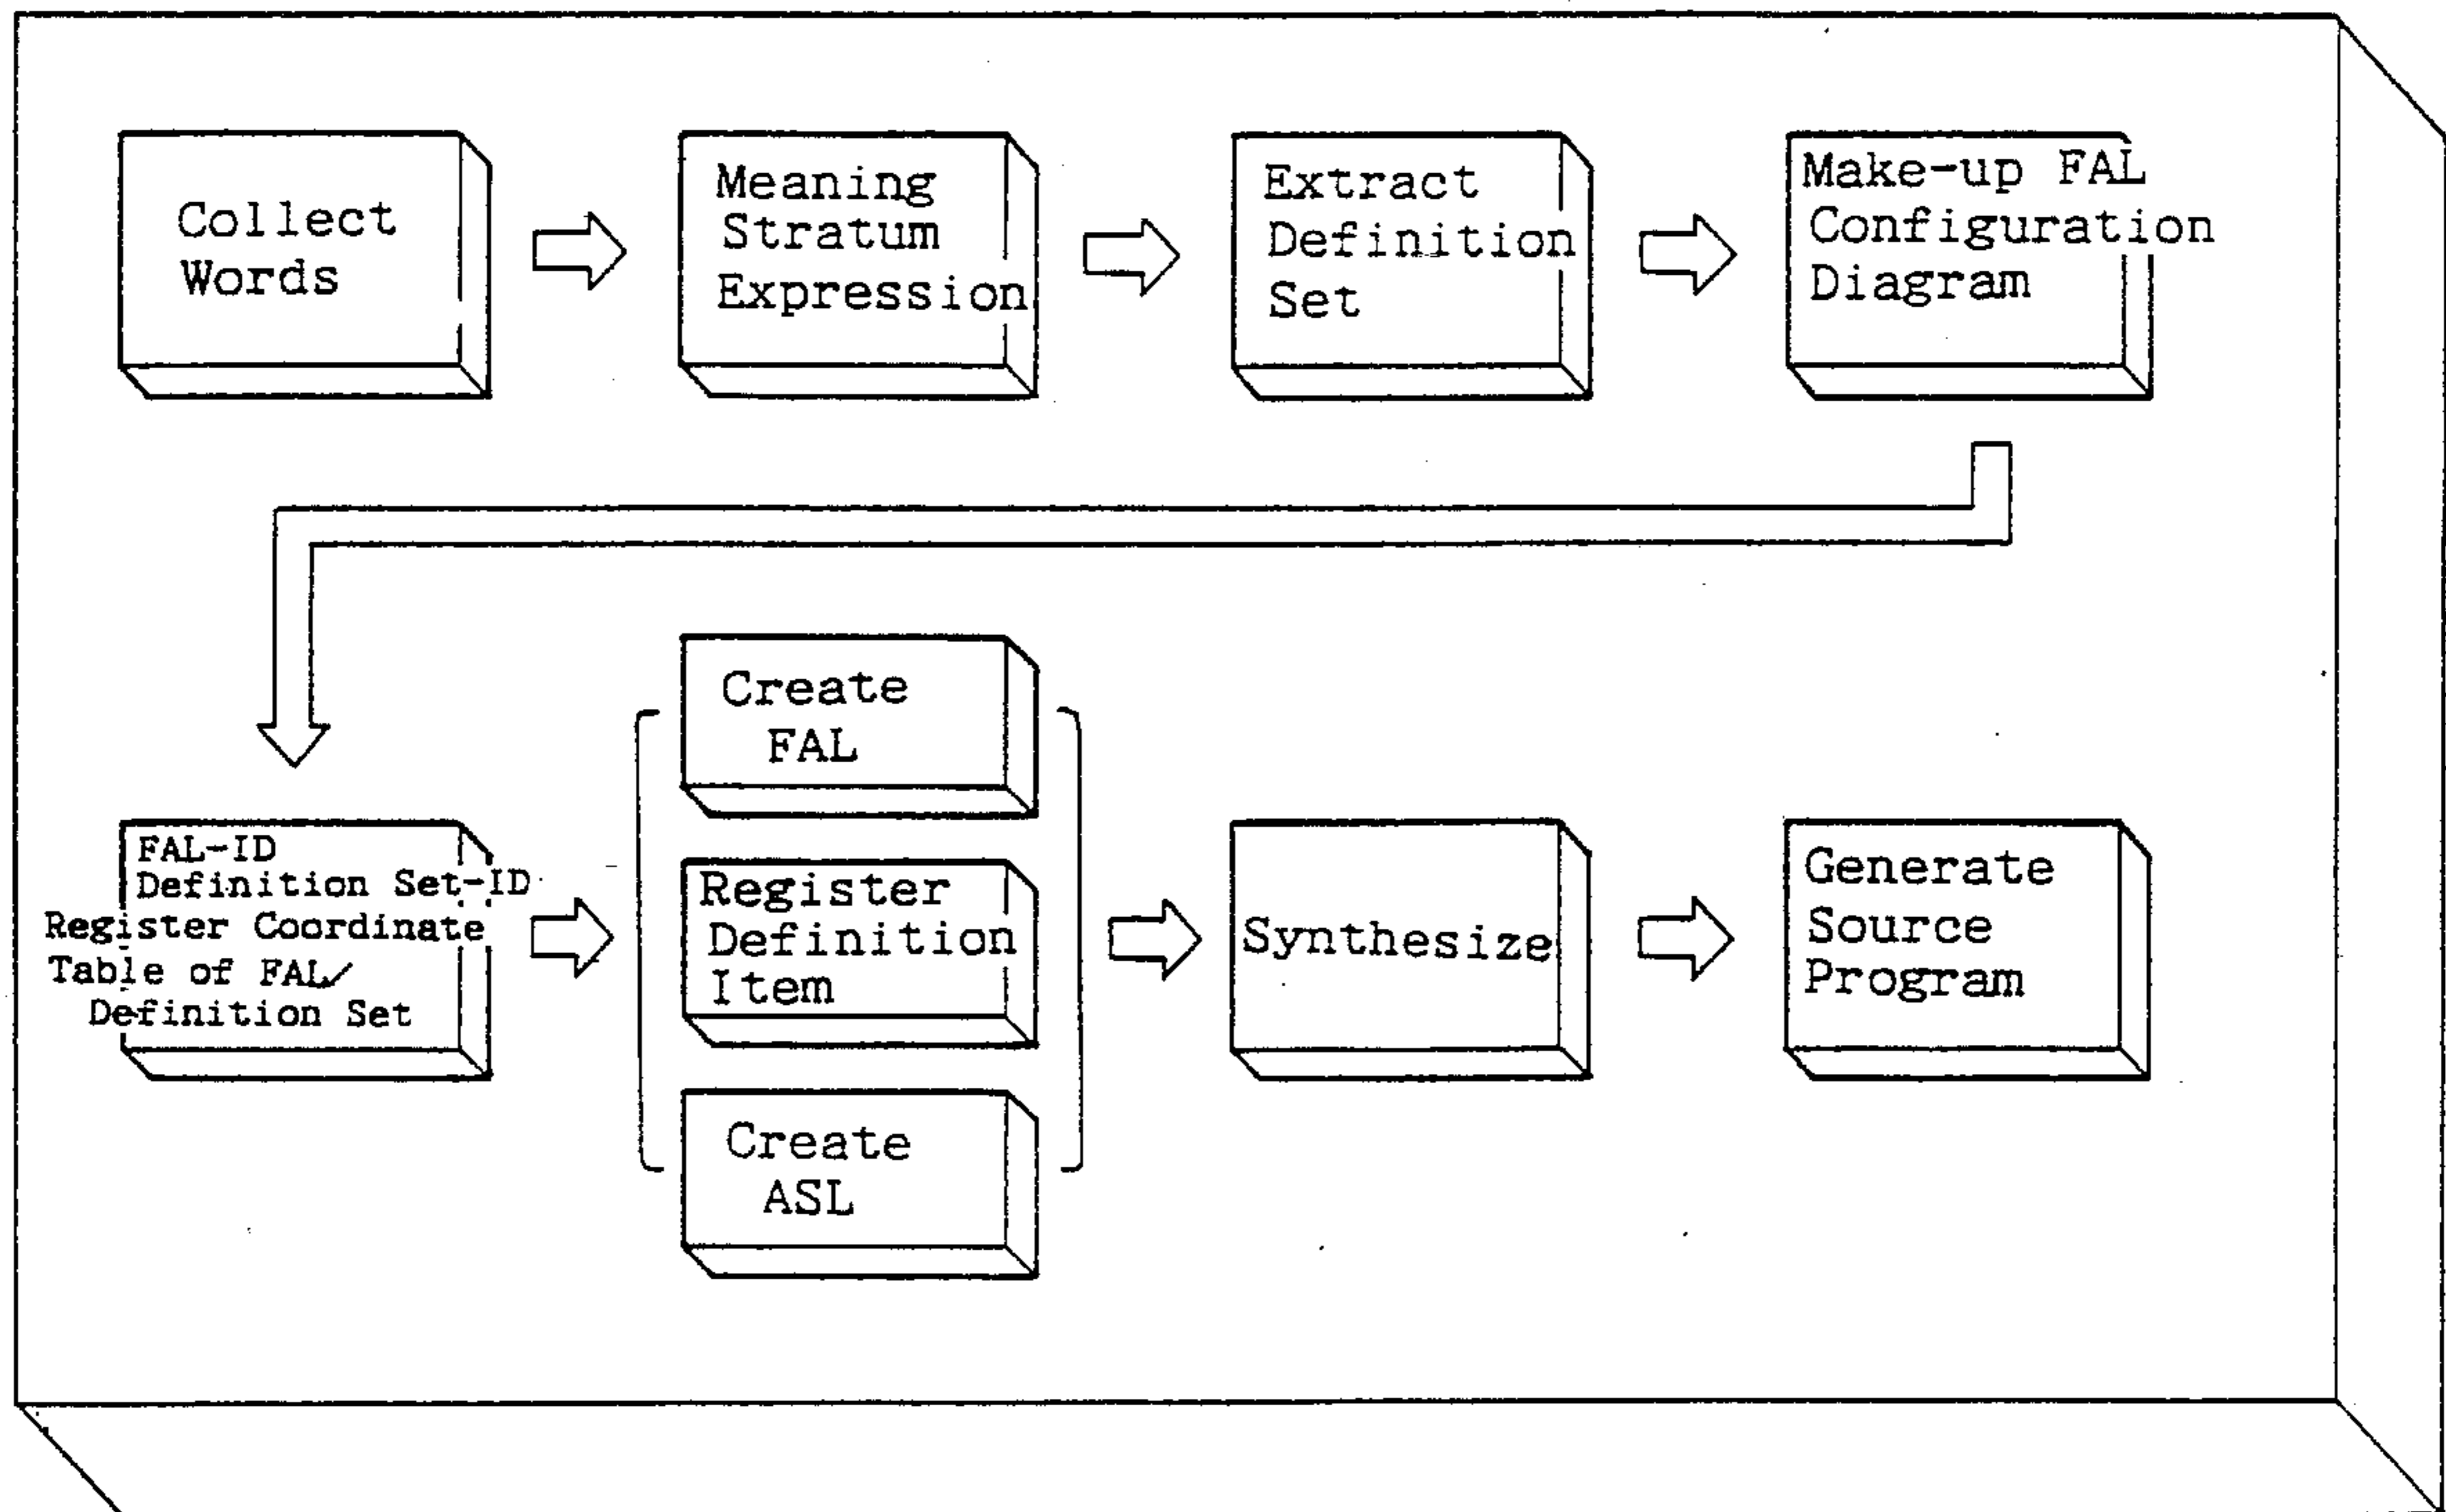 Collect
Words
Meaning
Stratum
Expression
Extract
Definition
Set
Make-up FAL
Configuration
Diagram
FAL-ID
Definition Set-ID
Register Coordinate
Table of FAL/
Definition Set
Create
FAL
Register
Definition
Item
Create
ASL
Synthesize
Generate
Source
Program